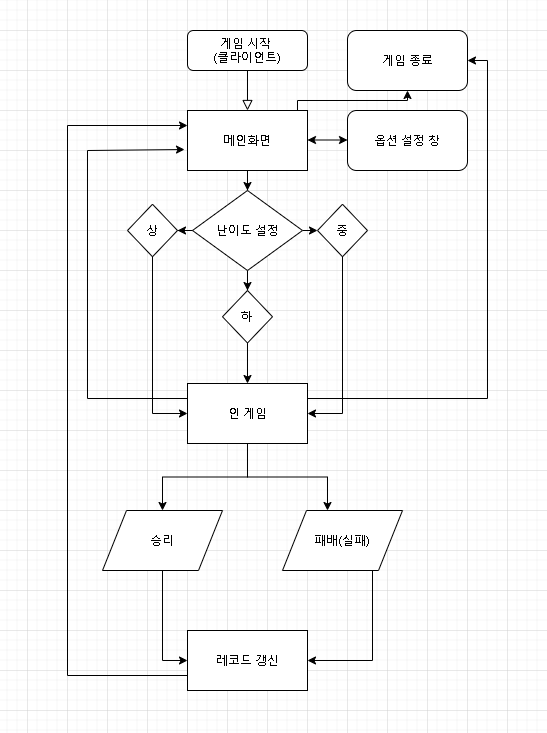 게임 시작
(클라이언트)
게임 종료
메인화면
옵션 설정 창
상
난이도 설정
중
하
인 게임
승리
패배(실패)
레코드 갱신